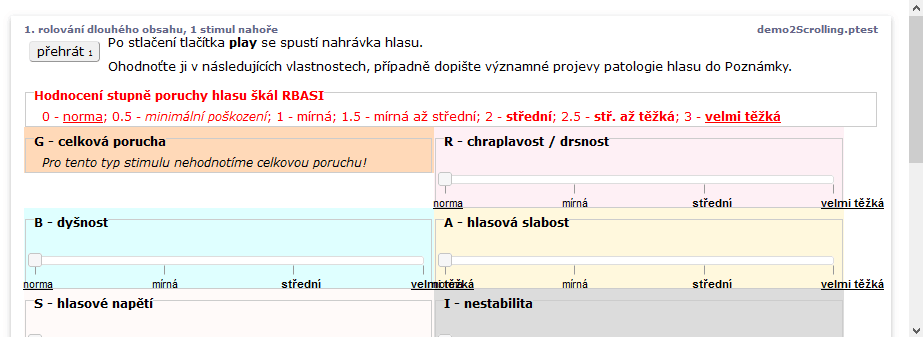 1. rolování dlouhého obsahu, 1 stimul nahoře
demo2Scrolling.ptest
přehrát 1
Po stlačení tlačítka play se spustí nahrávka hlasu.
Ohodnoťte ji v následujících vlastnostech, případně dopište významné projevy patologie hlasu do Poznámky.
Hodnocení stupně poruchy hlasu škál RBASI
0 - norma; 0.5 - minimální poškození; 1 - mírná; 1.5 - mírná až střední; 2 - střední; 2.5 - stř. až těžká; 3 - velmi těžká
G - celková porucha
Pro tento typ stimulu nehodnotíme celkovou poruchu!
R - chraplavost / drsnost
norma mírná střední velmi těžká
B - dyšnost
norma mírná střední velmi těžká
A - hlasová slabost
norma mírná střední velmi těžká
S - hlasové napětí
I - nestabilita